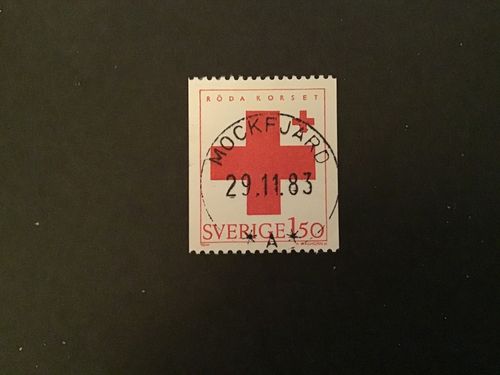 RÖDA KORSET
MOCKFJÄRD
29.11.83
SVERIGE 1.50
* A *